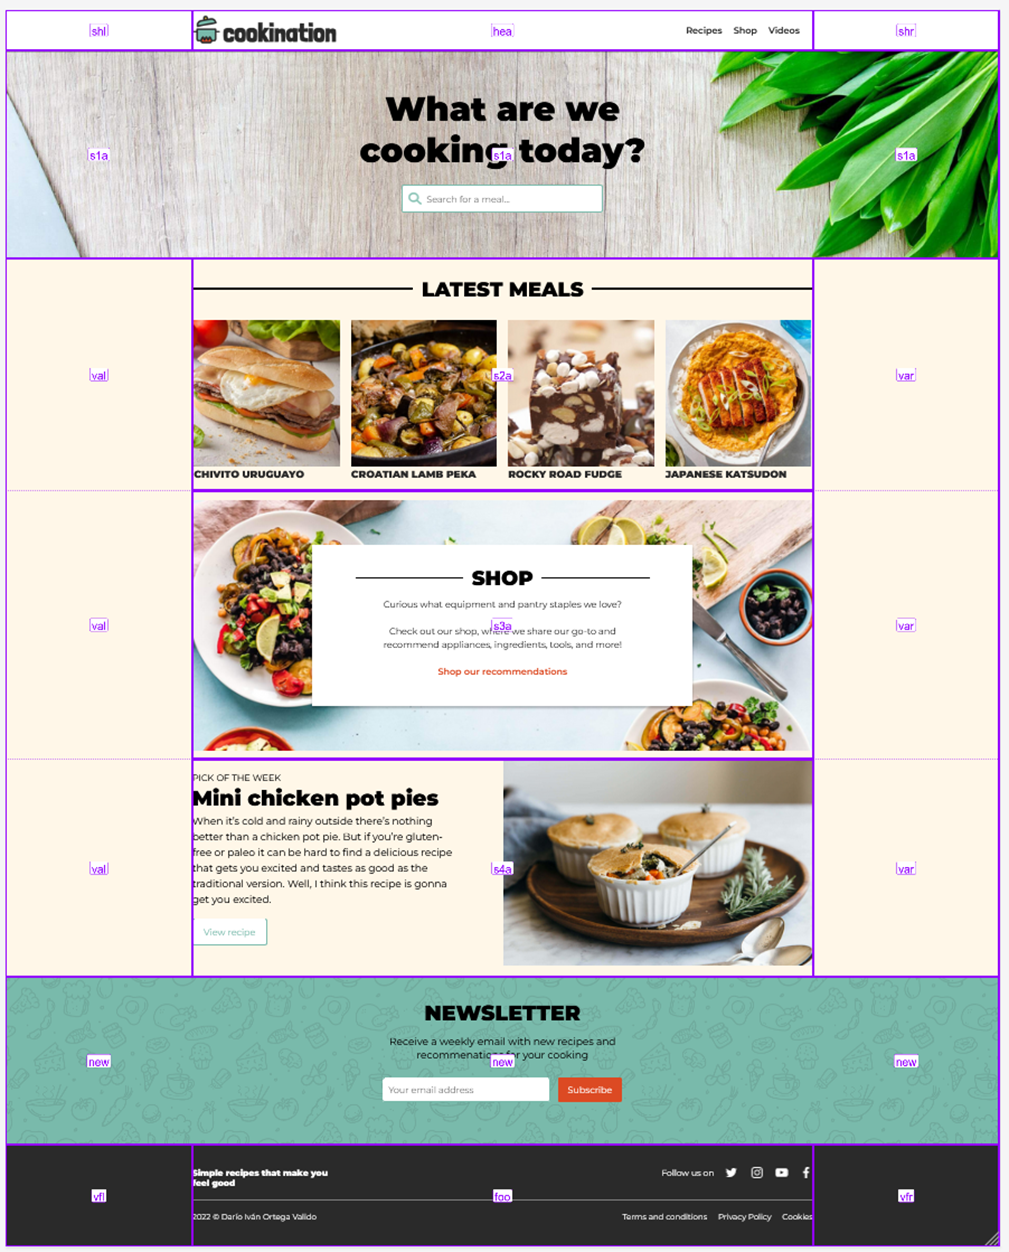 shl
cookination
hea
Recipes Shop Videos
shr
What are we
cooking today?
s1a
s1a
s1a
Search for a meal...
LATEST MEALS
val
s2a
var
CHIVITO URUGUAYO
CROATIAN LAMB PEKA
ROCKY ROAD FUDGE
JAPANESE KATSUDON
SHOP
Curious what equipment and pantry staples we love?
val
s3a
var
Check out our shop, where we share our go-to and
recommend appliances, ingredients, tools, and more!
Shop our recommendations
PICK OF THE WEEK
Mini chicken pot pies
When it's cold and rainy outside there's nothing
better than a chicken pot pie. But if you're gluten-
free or paleo it can be hard to find a delicious recipe
that gets you excited and tastes as good as the
traditional version. Well, I think this recipe is gonna
get you excited.
val
s4a
var
View recipe
NEWSLETTER
Receive a weekly email with new recipes and
recommenations for your cooking
new
new
new
Your email address
Subscribe
Simple recipes that make you
feel good
Follow us on
vfl
foo
vfr
2022 © Darío Iván Ortega Valido
Terms and conditions Privacy Policy Cookies